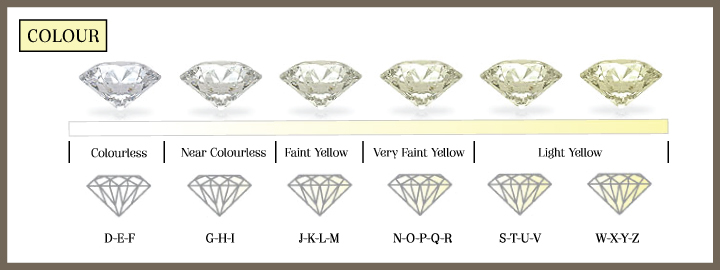 COLOUR
Colourless Near Colourless Faint Yellow Very Faint Yellow Light Yellow
D-E-F G-H-I J-K-L-M N-O-P-Q-R S-T-U-V W-X-Y-Z